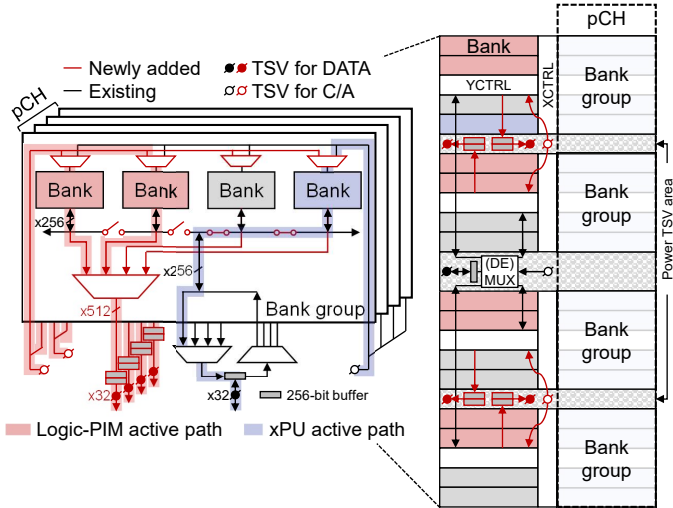 Newly added
Existing
TSV for DATA
TSV for C/A
pCH
Bank
Bank
Bank
Bank
x256
x256
x512
Bank group
x32
x32
256-bit buffer
Logic-PIM active path
xPU active path
pCH
Bank
YCTRL
XCTRL
Bank
group
Bank
group
(DE)
MUX
Bank
group
Bank
group
Power TSV area